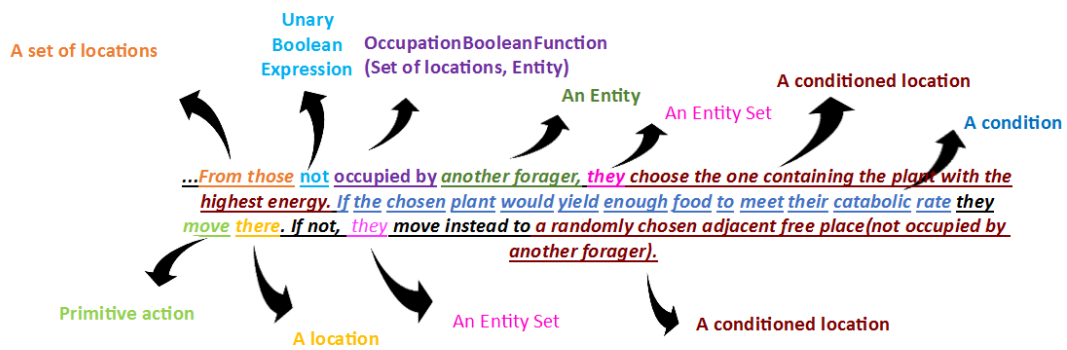 Unary
Boolean
Expression
A set of locations
OccupationBooleanFunction
(Set of locations, Entity)
An Entity
A conditioned location
An Entity Set
A condition
...From those not occupied by another forager, they choose the one containing the plant with the
highest energy. If the chosen plant would yield enough food to meet their catabolic rate they
move there. If not, they move instead to a randomly chosen adjacent free place(not occupied by
another forager).
Primitive action
A location
An Entity Set
A conditioned location